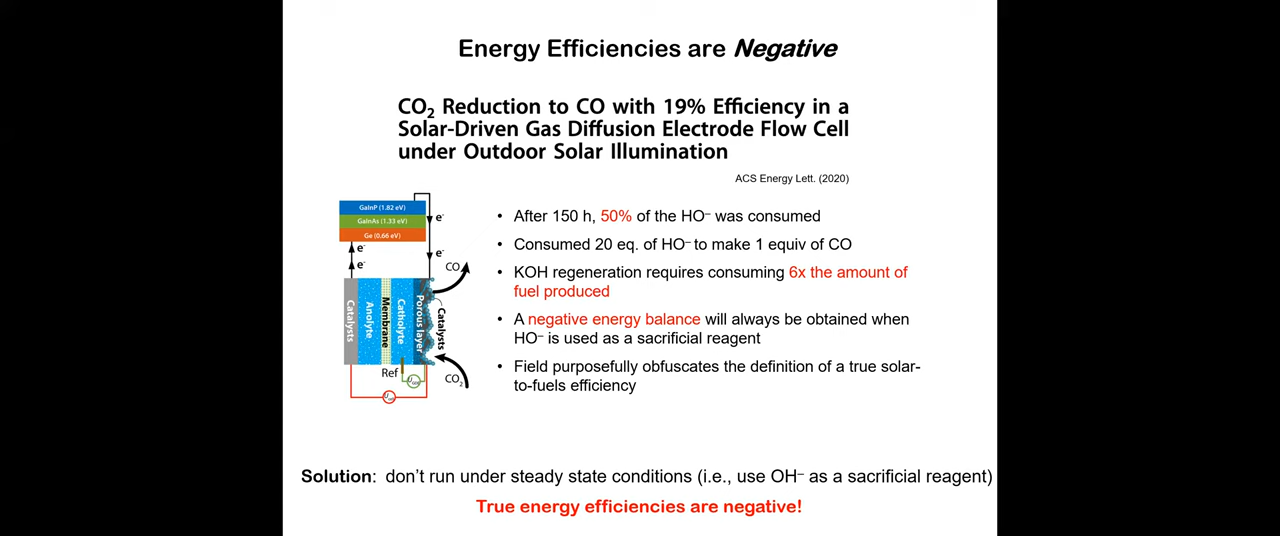 Energy Efficiencies are Negative
CO2 Reduction to CO with 19% Efficiency in a
Solar-Driven Gas Diffusion Electrode Flow Cell
under Outdoor Solar Illumination
ACS Energy Lett. (2020)
GaInP (1.82 eV)
GaInAs (1.33 eV)
Ge (0.66 eV)
e-
e-
e-
e-
CO
Catalysts
Anolyte
Membrane
Catholyte
Porous layer
Catalysts
Ref
CO2
• After 150 h, 50% of the HO– was consumed
• Consumed 20 eq. of HO– to make 1 equiv of CO
• KOH regeneration requires consuming 6x the amount of
fuel produced
• A negative energy balance will always be obtained when
HO– is used as a sacrificial reagent
• Field purposefully obfuscates the definition of a true solar-
to-fuels efficiency
Solution: don't run under steady state conditions (i.e., use OH– as a sacrificial reagent)
True energy efficiencies are negative!